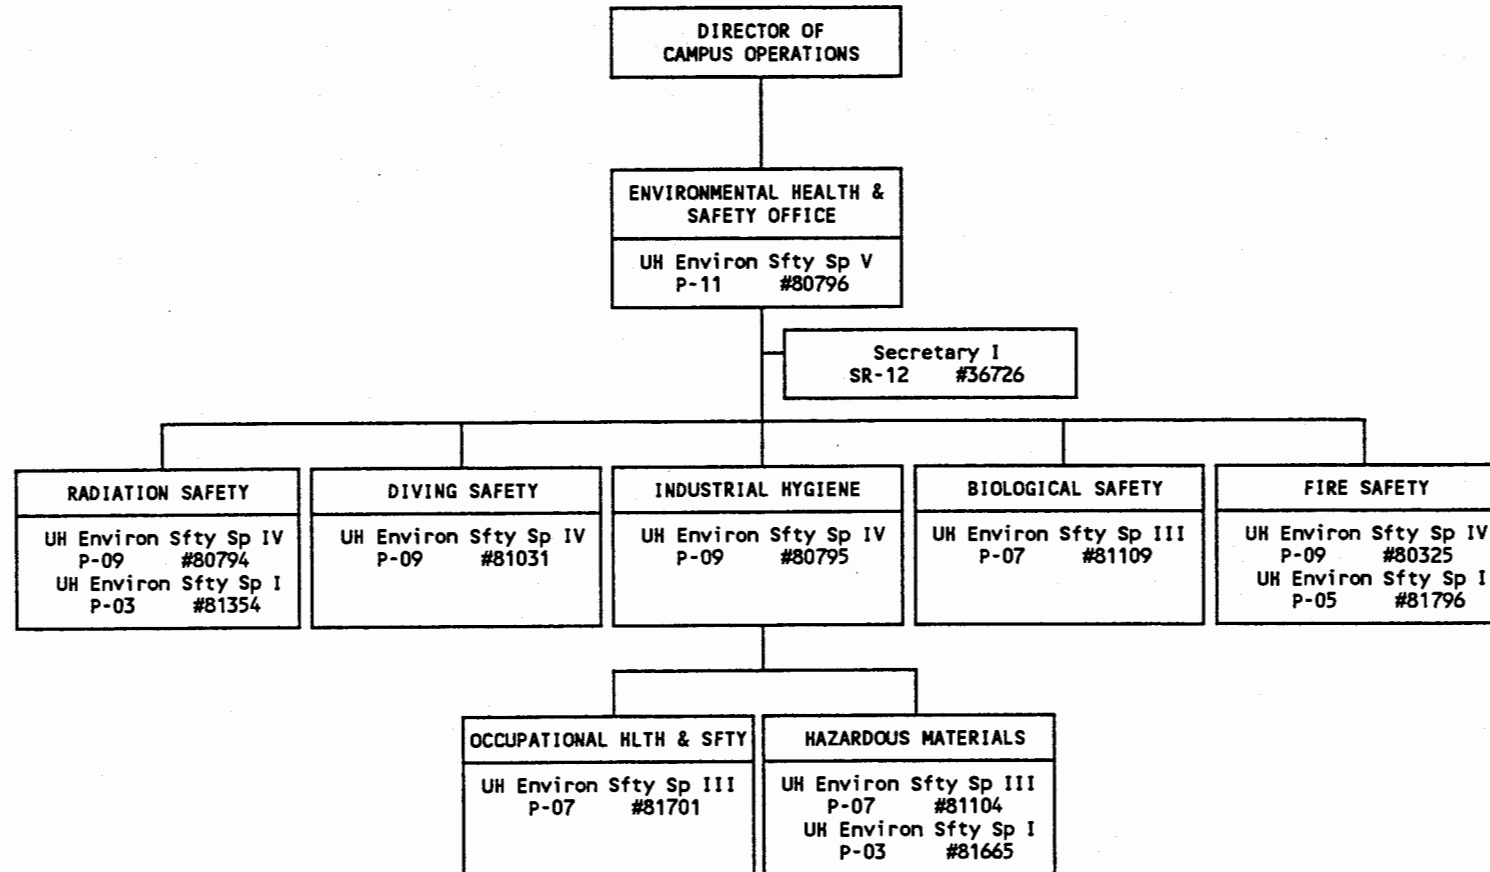 DIRECTOR OF
CAMPUS OPERATIONS
ENVIRONMENTAL HEALTH &
SAFETY OFFICE
UH Environ Sfty Sp V
P-11 #80796
Secretary I
SR-12 #36726
RADIATION SAFETY
UH Environ Sfty Sp IV
P-09 #80794
UH Environ Sfty Sp I
P-03 #81354
DIVING SAFETY
UH Environ Sfty Sp IV
P-09 #81031
INDUSTRIAL HYGIENE
UH Environ Sfty Sp IV
P-09 #80795
BIOLOGICAL SAFETY
UH Environ Sfty Sp III
P-07 #81109
FIRE SAFETY
UH Environ Sfty Sp IV
P-09 #80325
UH Environ Sfty Sp I
P-05 #81796
OCCUPATIONAL HLTH & SFTY
UH Environ Sfty Sp III
P-07 #81701
HAZARDOUS MATERIALS
UH Environ Sfty Sp III
P-07 #81104
UH Environ Sfty Sp I
P-03 #81665